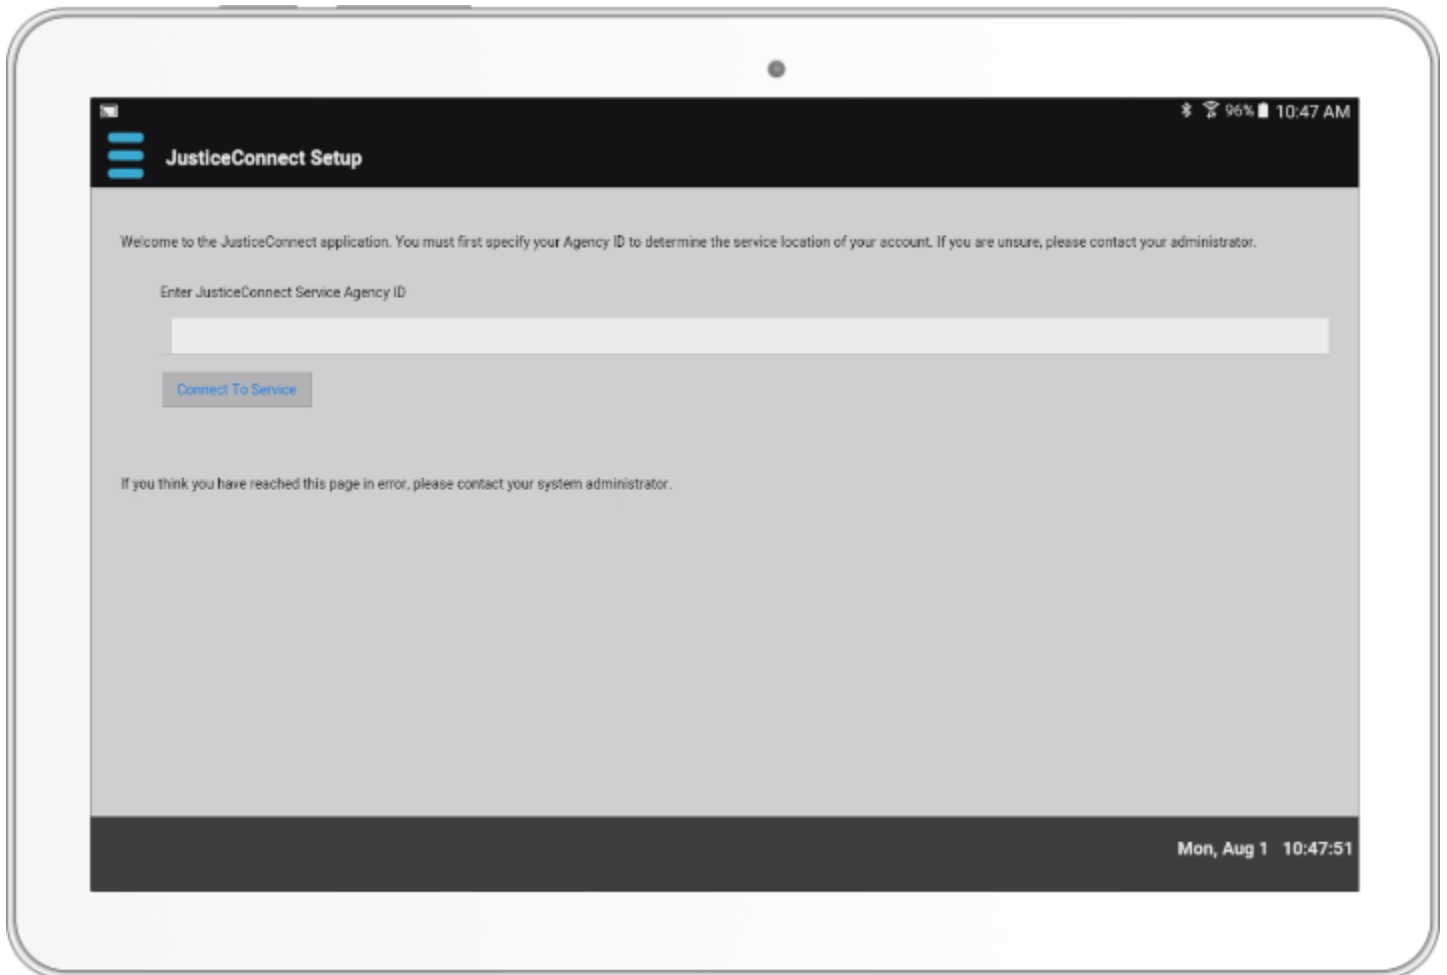 96% 10:47 AM
JusticeConnect Setup
Welcome to the JusticeConnect application. You must first specify your Agency ID to determine the service location of your account. If you are unsure, please contact your administrator.
Enter JusticeConnect Service Agency ID
Connect To Service
If you think you have reached this page in error, please contact your system administrator.
Mon, Aug 1 10:47:51